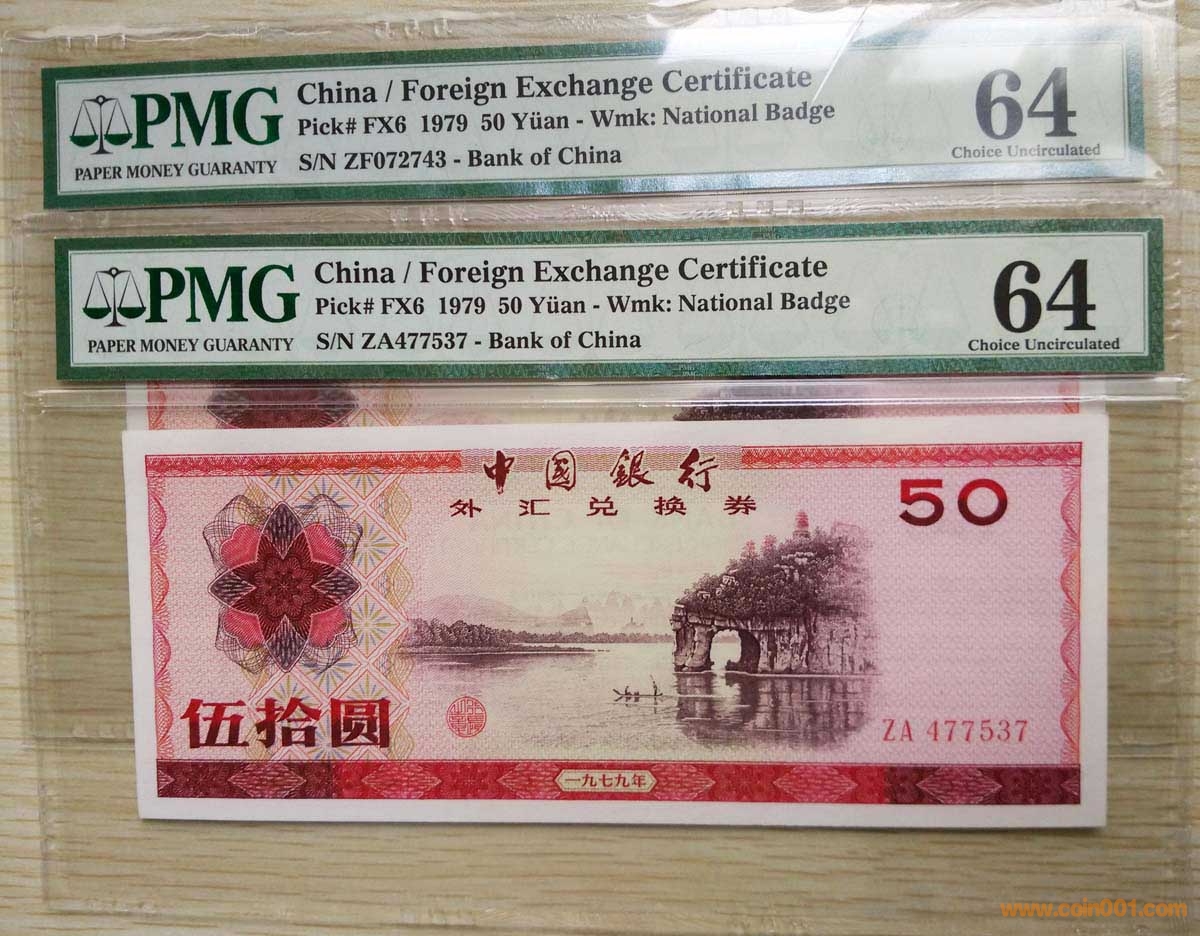 PMG
PAPER MONEY GUARANTY
China / Foreign Exchange Certificate
Pick# FX6 1979 50 Yüan - Wmk: National Badge
S/N ZF072743 - Bank of China
64
Choice Uncirculated
PMG
PAPER MONEY GUARANTY
China / Foreign Exchange Certificate
Pick# FX6 1979 50 Yüan - Wmk: National Badge
S/N ZA477537 - Bank of China
64
Choice Uncirculated
中國銀行
外汇兑换券
50
伍拾圆
ZA 477537
一九七九年
www.coin001.com